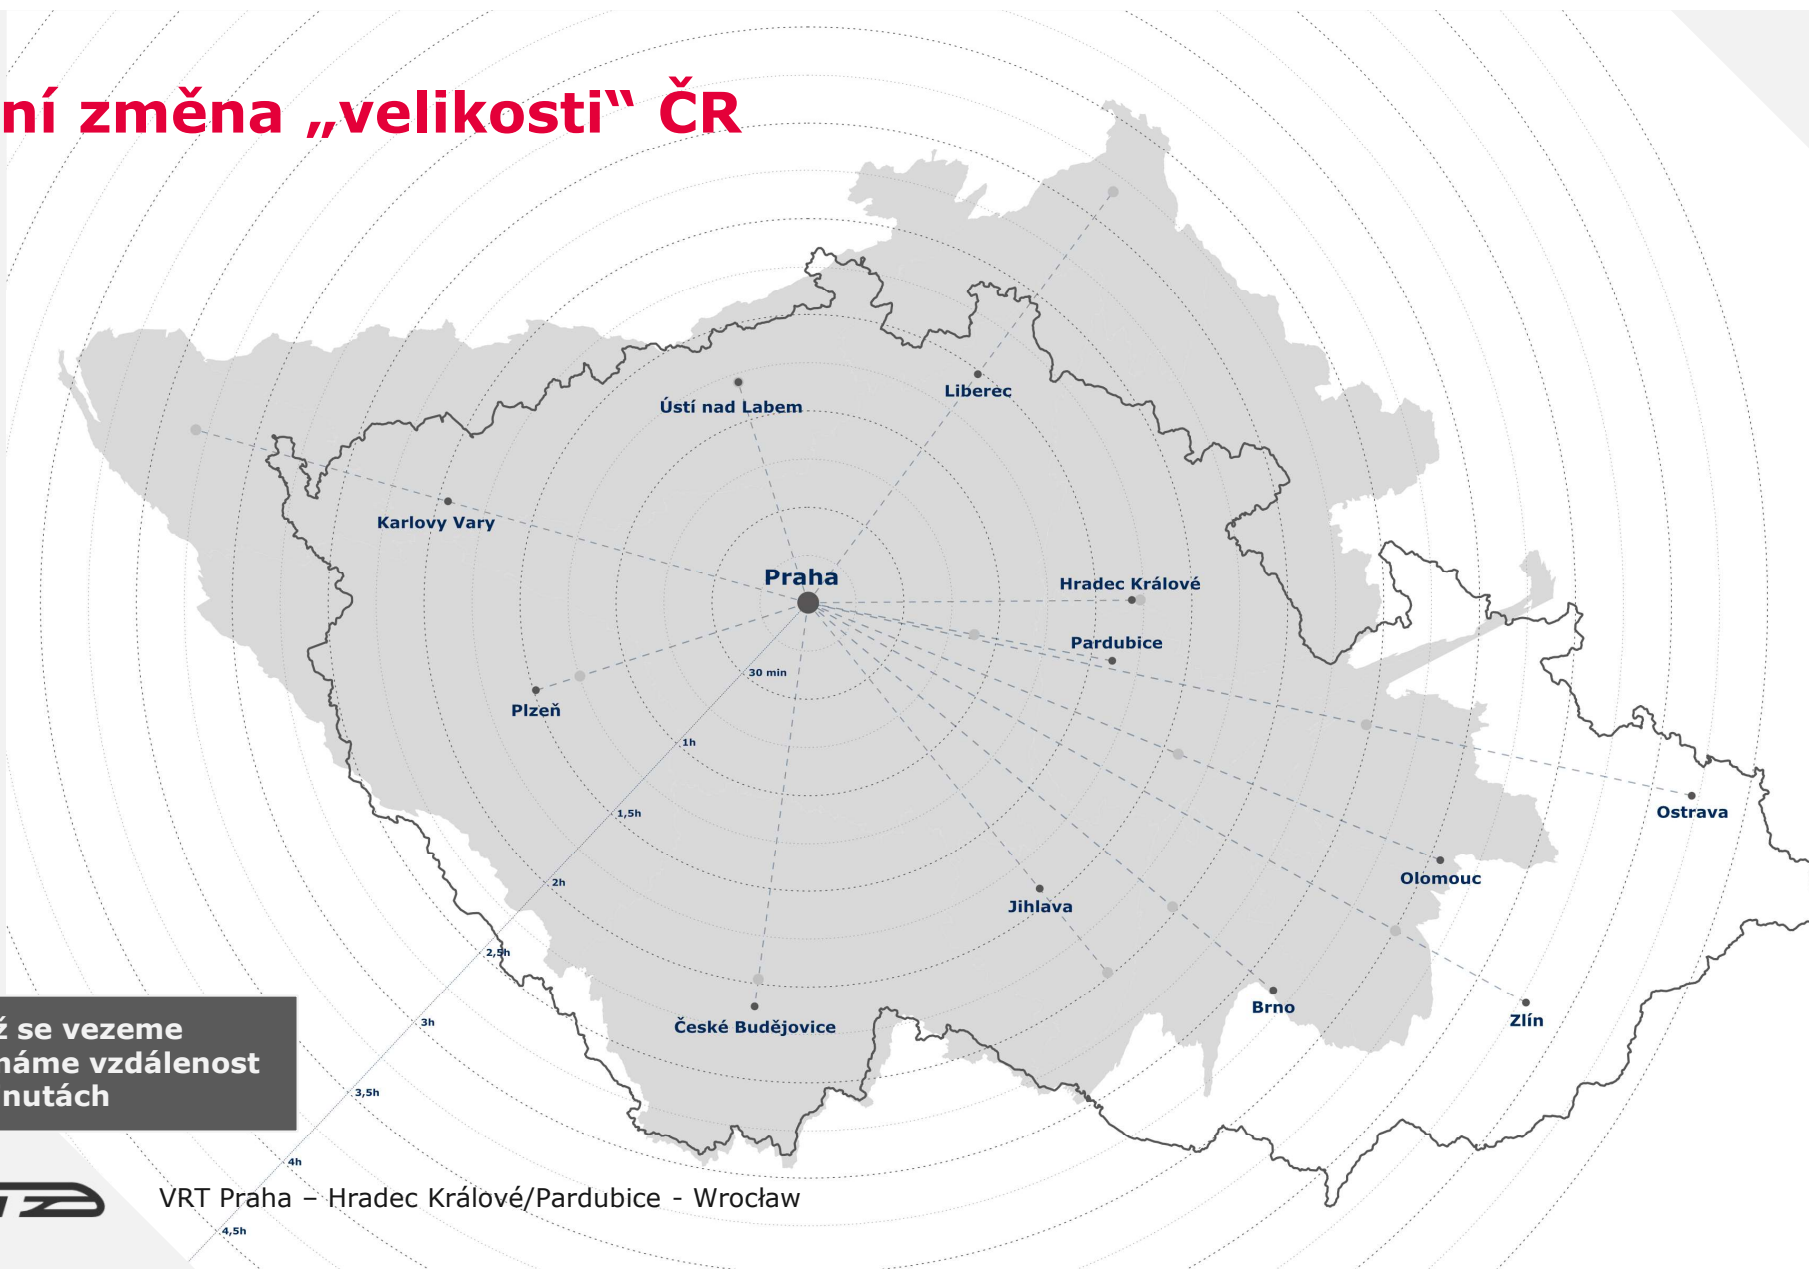 ní změna „velikosti“ ČR
Ústí nad Labem
Liberec
Karlovy Vary
Praha
Hradec Králové
Pardubice
Plzeň
30 min
1h
1,5h
2h
2,5h
3h
3,5h
4h
4,5h
Ostrava
Olomouc
Jihlava
Brno
Zlín
České Budějovice
ž se vezeme
máme vzdálenost
nutách
VRT Praha – Hradec Králové/Pardubice - Wrocław